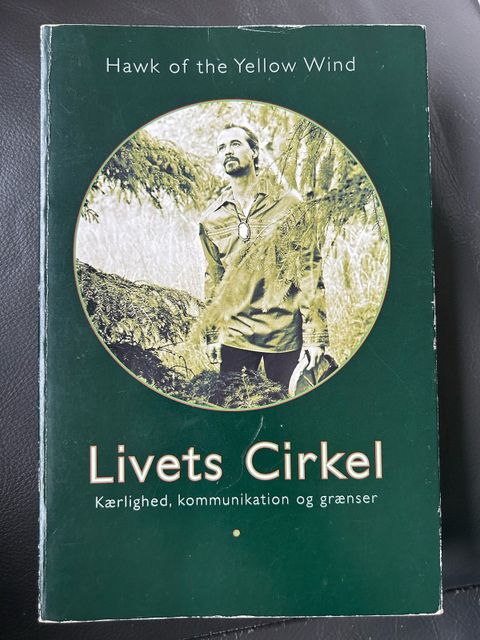 Hawk of the Yellow Wind
Livets Cirkel
Kærlighed, kommunikation og grænser